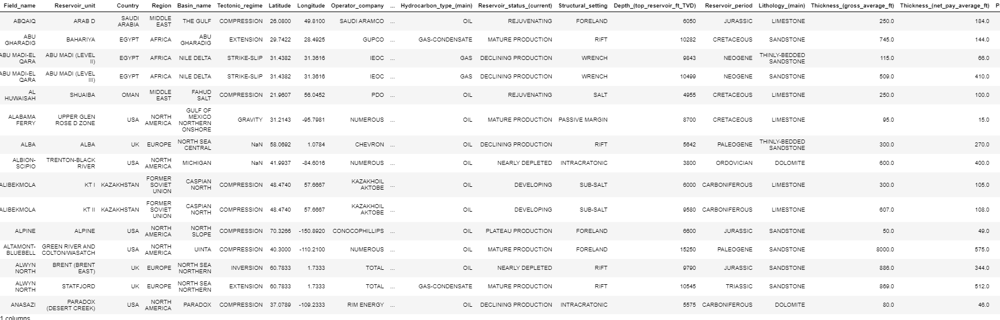 Field_name Reservoir_unit Country Region Basin_name Tectonic_regime Latitude Longitude Operator_company ... Hydrocarbon_type_(main) Reservoir_status_(current) Structural_setting Depth_(top_reservoir_ft_TVD) Reservoir_period Lithology_(main) Thickness_(gross_average_ft) Thickness_(net_pay_average_ft) P
ABQAIQ ARAB D SAUDI ARABIA MIDDLE EAST THE GULF COMPRESSION 26.0800 49.8100 SAUDI ARAMCO ... OIL REJUVENATING FORELAND 6050 JURASSIC LIMESTONE 250.0 184.0
ABU GHARADIG BAHARIYA EGYPT AFRICA ABU GHARADIG EXTENSION 29.7422 28.4925 GUPCO ... GAS-CONDENSATE MATURE PRODUCTION RIFT 10282 CRETACEOUS SANDSTONE 745.0 144.0
ABU MADI-EL QARA ABU MADI (LEVEL II) EGYPT AFRICA NILE DELTA STRIKE-SLIP 31.4382 31.3616 IEOC ... GAS DECLINING PRODUCTION WRENCH 9843 NEOGENE THINLY-BEDDED SANDSTONE 115.0 66.0
ABU MADI-EL QARA ABU MADI (LEVEL III) EGYPT AFRICA NILE DELTA STRIKE-SLIP 31.4382 31.3616 IEOC ... GAS DECLINING PRODUCTION WRENCH 10499 NEOGENE SANDSTONE 509.0 410.0
AL HUWAISAH SHUAIBA OMAN MIDDLE EAST FAHUD SALT COMPRESSION 21.9607 56.0452 PDO ... OIL REJUVENATING SALT 4955 CRETACEOUS LIMESTONE 250.0 100.0
ALABAMA FERRY UPPER GLEN ROSE D ZONE USA NORTH AMERICA GULF OF MEXICO NORTHERN ONSHORE GRAVITY 31.2143 -95.7981 NUMEROUS ... OIL MATURE PRODUCTION PASSIVE MARGIN 8700 CRETACEOUS LIMESTONE 95.0 15.0
ALBA ALBA UK EUROPE NORTH SEA CENTRAL NaN 58.0692 1.0784 CHEVRON ... OIL DECLINING PRODUCTION RIFT 5642 PALEOGENE THINLY-BEDDED SANDSTONE 300.0 270.0
ALBION-SCIPIO TRENTON-BLACK RIVER USA NORTH AMERICA MICHIGAN NaN 41.9937 -84.6016 NUMEROUS ... OIL NEARLY DEPLETED INTRACRATONIC 3800 ORDOVICIAN DOLOMITE 600.0 400.0
ALIBEKMOLA KT I KAZAKHSTAN FORMER SOVIET UNION CASPIAN NORTH COMPRESSION 48.4740 57.6667 KAZAKHOIL AKTOBE ... OIL DEVELOPING SUB-SALT 6000 CARBONIFEROUS LIMESTONE 300.0 105.0
ALIBEKMOLA KT II KAZAKHSTAN FORMER SOVIET UNION CASPIAN NORTH COMPRESSION 48.4740 57.6667 KAZAKHOIL AKTOBE ... OIL DEVELOPING SUB-SALT 9580 CARBONIFEROUS LIMESTONE 607.0 108.0
ALPINE ALPINE USA NORTH AMERICA NORTH SLOPE COMPRESSION 70.3266 -150.8920 CONOCOPHILLIPS ... OIL PLATEAU PRODUCTION FORELAND 6600 JURASSIC SANDSTONE 50.0 49.0
ALTAMONT-BLUEBELL GREEN RIVER AND COLTON/WASATCH USA NORTH AMERICA UINTA COMPRESSION 40.3000 -110.2100 NUMEROUS ... OIL MATURE PRODUCTION FORELAND 15250 PALEOGENE SANDSTONE 8000.0 575.0
ALWYN NORTH BRENT (BRENT EAST) UK EUROPE NORTH SEA NORTHERN INVERSION 60.7833 1.7333 TOTAL ... OIL NEARLY DEPLETED RIFT 9790 JURASSIC SANDSTONE 886.0 344.0
ALWYN NORTH STATFJORD UK EUROPE NORTH SEA NORTHERN EXTENSION 60.7833 1.7333 TOTAL ... GAS-CONDENSATE MATURE PRODUCTION RIFT 10545 TRIASSIC SANDSTONE 869.0 512.0
ANASAZI PARADOX (DESERT CREEK) USA NORTH AMERICA PARADOX COMPRESSION 37.0789 -109.2333 RIM ENERGY ... OIL DECLINING PRODUCTION INTRACRATONIC 5575 CARBONIFEROUS DOLOMITE 80.0 46.0
1 columns